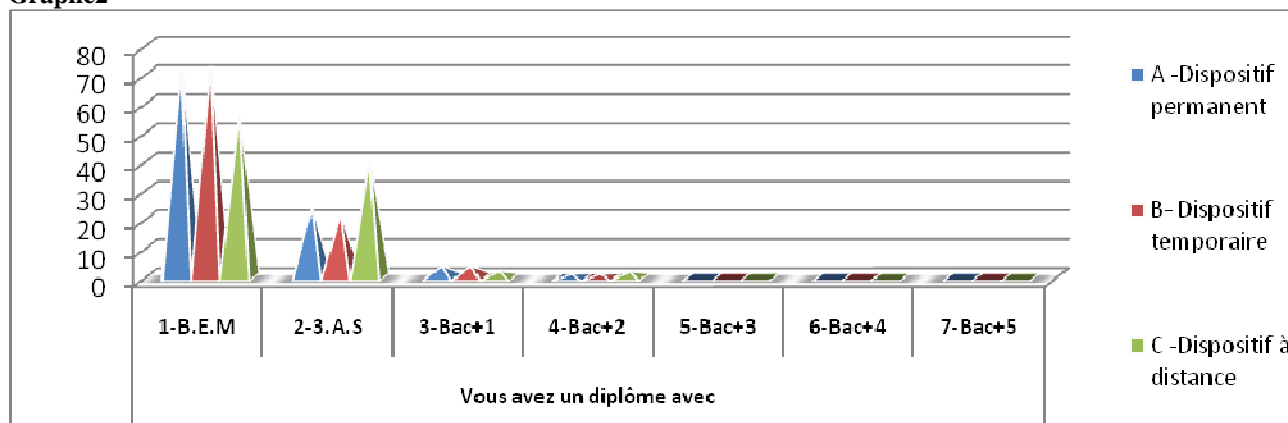 Graphe2
80
70
60
50
40
30
20
10
0
1-B.E.M 2-3.A.S 3-Bac+1 4-Bac+2 5-Bac+3 6-Bac+4 7-Bac+5
Vous avez un diplôme avec
A -Dispositif
permanent
B- Dispositif
temporaire
C -Dispositif à
distance